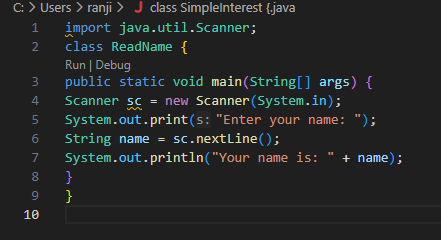 C: > Users > ranji > J class SimpleInterest {.java
1 import java.util.Scanner;
2 class ReadName {
Run | Debug
3 public static void main(String[] args) {
4 Scanner sc = new Scanner(System.in);
5 System.out.print(s: "Enter your name: ");
6 String name = sc.nextLine();
7 System.out.println("Your name is: " + name);
8 }
9 }
10